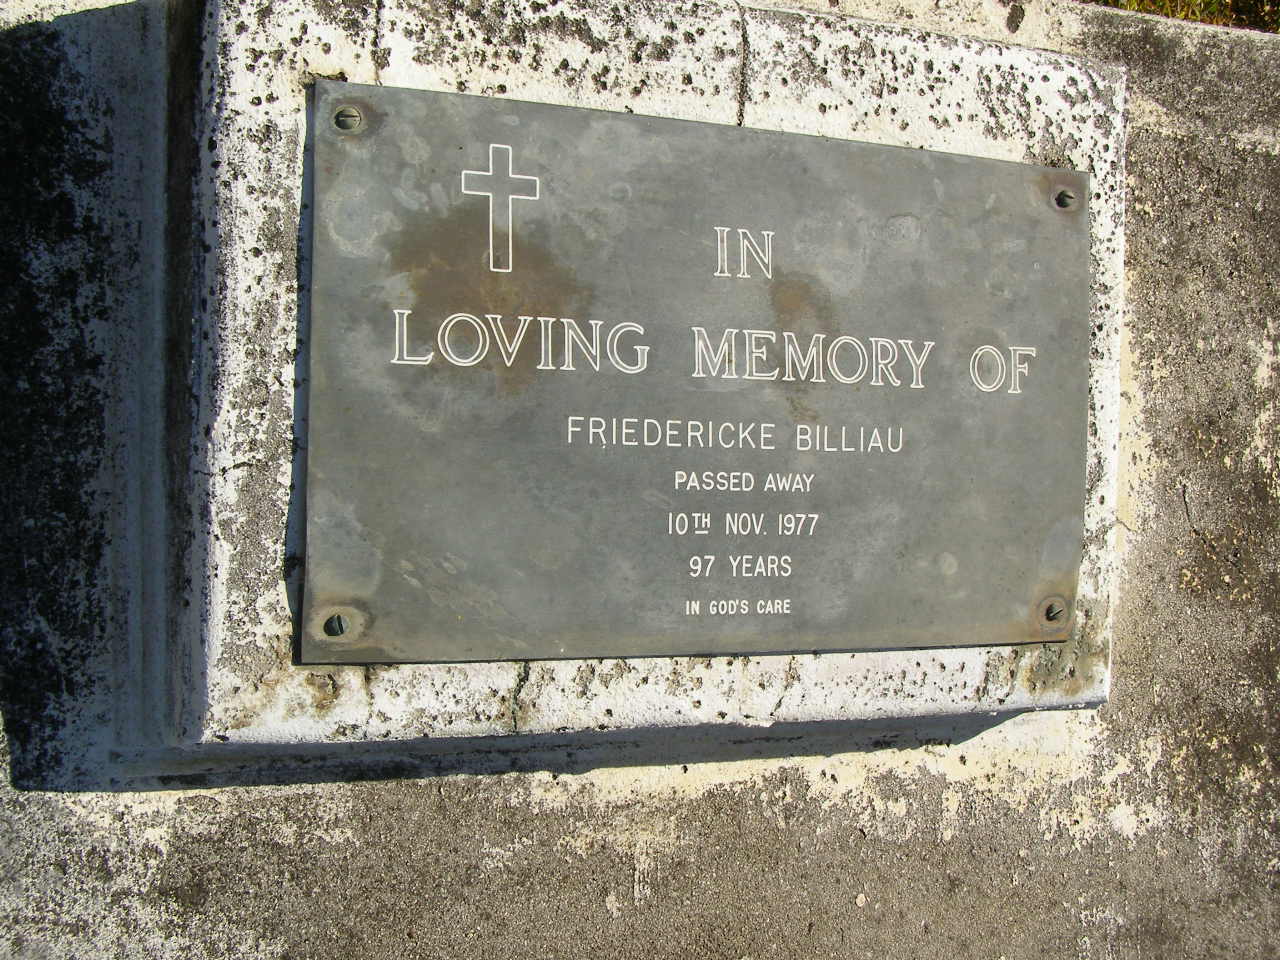 IN
LOVING MEMORY OF
FRIEDERICKE BILLIAU
PASSED AWAY
10TH NOV. 1977
97 YEARS
IN GOD'S CARE